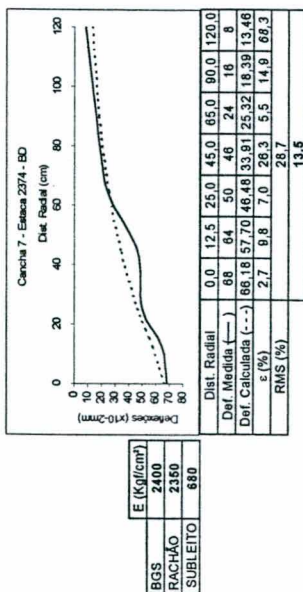 E (Kgf/cm²)
BGS 2400
RACHÃO 2350
SUBLEITO 680
Cancha 7 - Estaca 2374 - BD
Dist. Radial (cm)
0 20 40 60 80 100 120
Deflexões (x10-2mm)
10
20
30
40
50
60
70
80
Dist. Radial 0,0 12,5 25,0 45,0 65,0 90,0 120,0
Def. Medida (—) 68 64 50 46 24 16 8
Def. Calculada (---) 66,18 57,70 46,48 33,91 25,32 18,39 13,46
ε (%) 2,7 9,8 7,0 26,3 5,5 14,9 68,3
RMS (%) 28,7
13,5